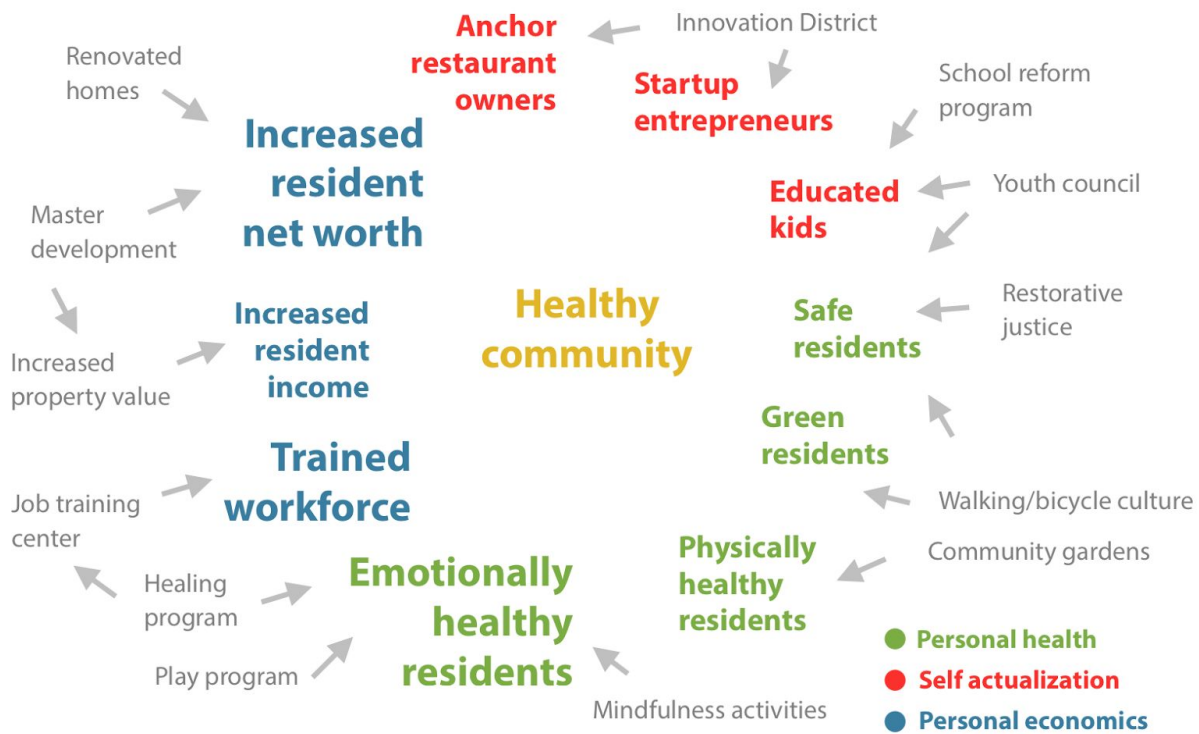 Anchor
restaurant
owners
Innovation District
Startup
entrepreneurs
School reform
program
Renovated
homes
Increased
resident
net worth
Educated
kids
Youth council
Master
development
Healthy
community
Increased
resident
income
Safe
residents
Restorative
justice
Increased
property value
Green
residents
Trained
workforce
Job training
center
Walking/bicycle culture
Physically
healthy
residents
Community gardens
Emotionally
healthy
residents
Healing
program
Play program
Mindfulness activities
Personal health
Self actualization
Personal economics